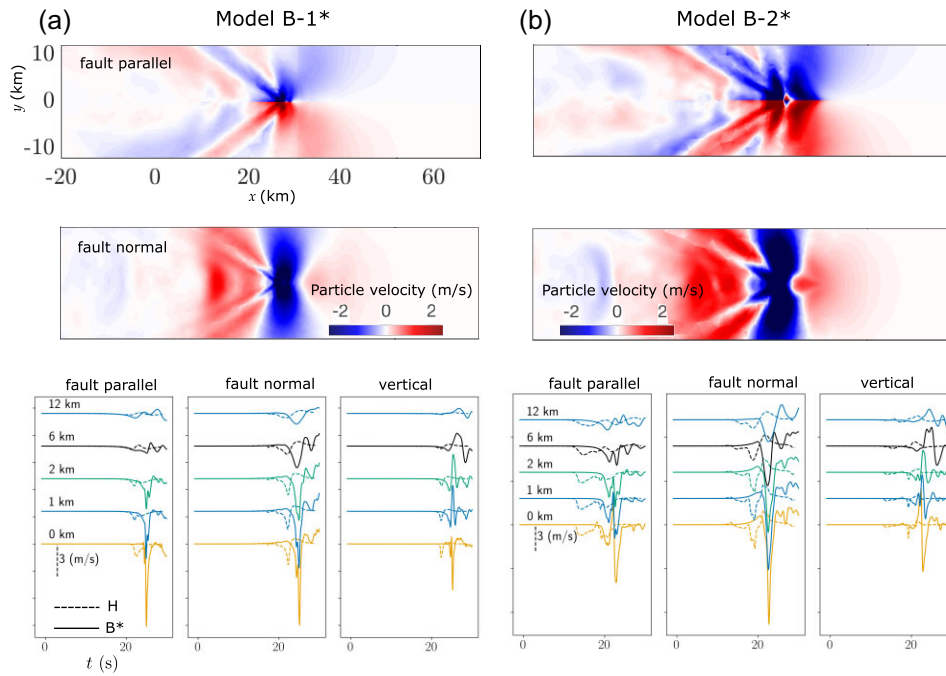 (a) Model B-1*
10
fault parallel
y (km)
0
-10
-20 0 20 40 60
x (km)
fault normal
Particle velocity (m/s)
-2 0 2
fault parallel fault normal vertical
12 km
6 km
2 km
1 km
0 km
3 (m/s)
H
B*
0 20 0 20 0 20
t (s)
(b) Model B-2*
Particle velocity (m/s)
-2 0 2
fault parallel fault normal vertical
12 km
6 km
2 km
1 km
0 km
3 (m/s)
0 20 0 20 0 20